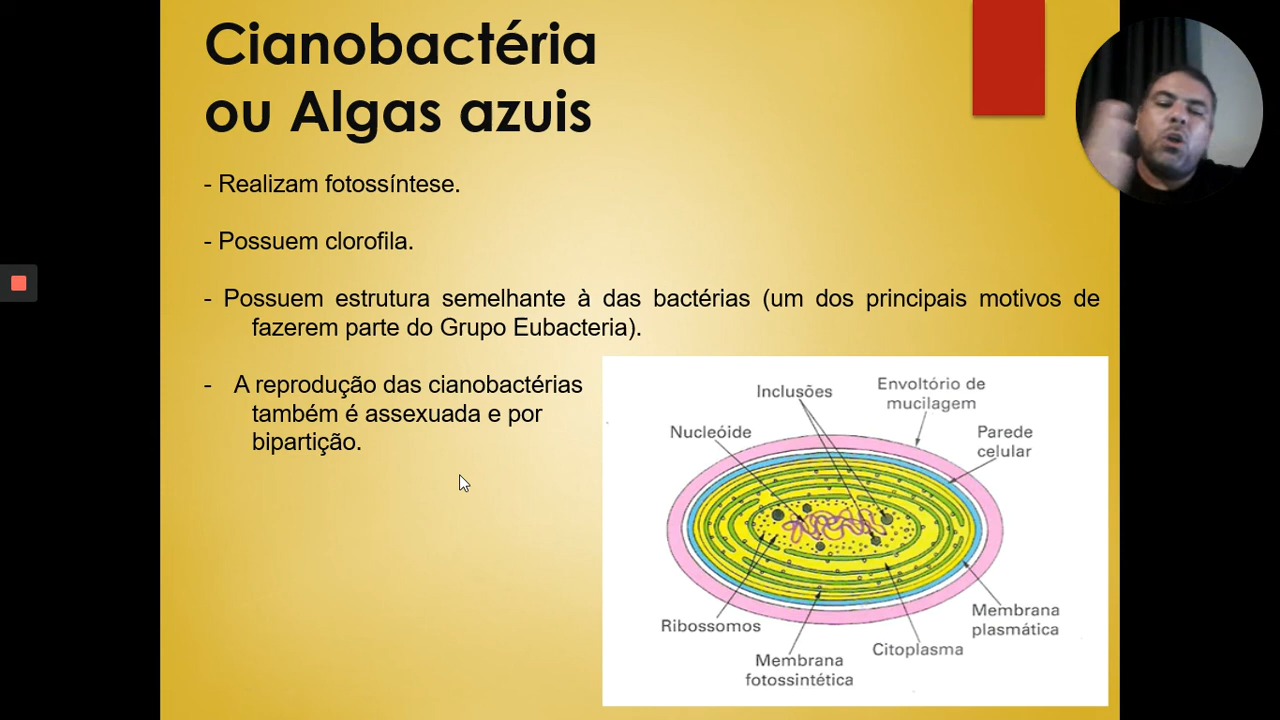 Cianobactéria
ou Algas azuis
- Realizam fotossíntese.
- Possuem clorofila.
- Possuem estrutura semelhante à das bactérias (um dos principais motivos de
fazerem parte do Grupo Eubacteria).
- A reprodução das cianobactérias
também é assexuada e por
bipartição.
Inclusões
Envoltório de
mucilagem
Nucleóide
Parede
celular
Ribossomos
Membrana
fotossintética
Citoplasma
Membrana
plasmática